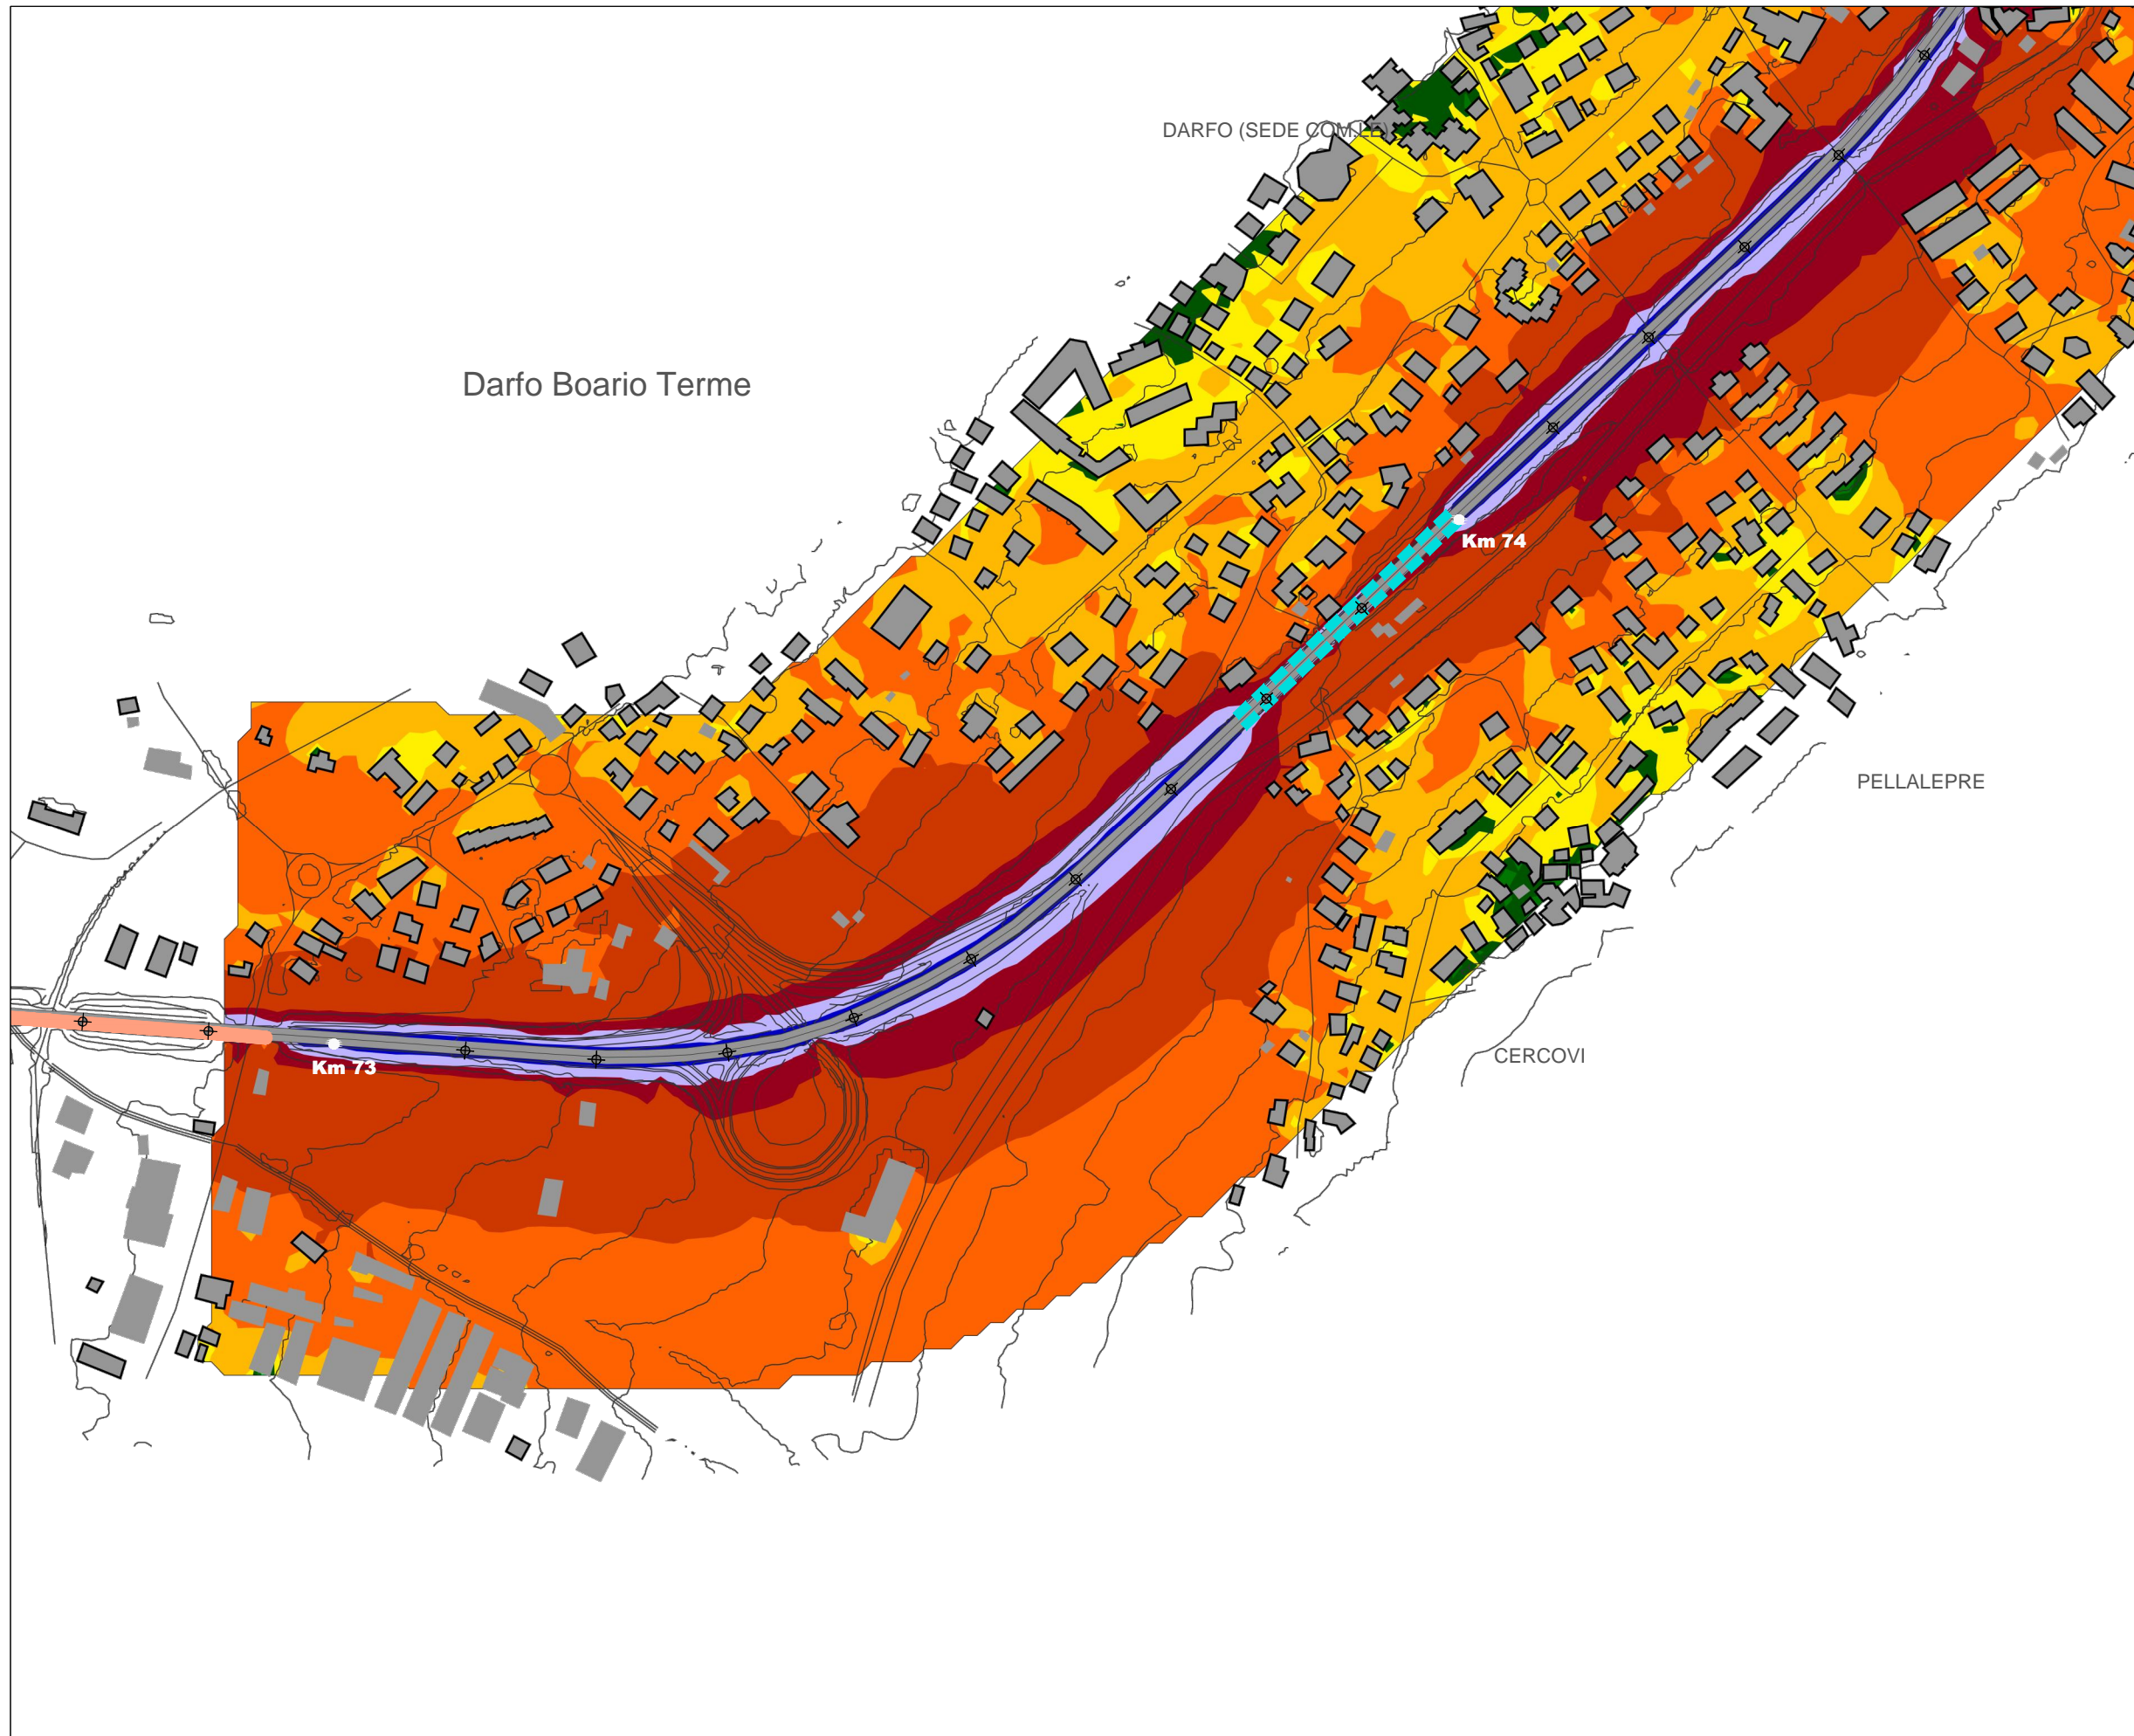 DARFO (SEDE COM.LE)
Darfo Boario Terme
Km 74
PELLALEPRE
CERCOVI
Km 73